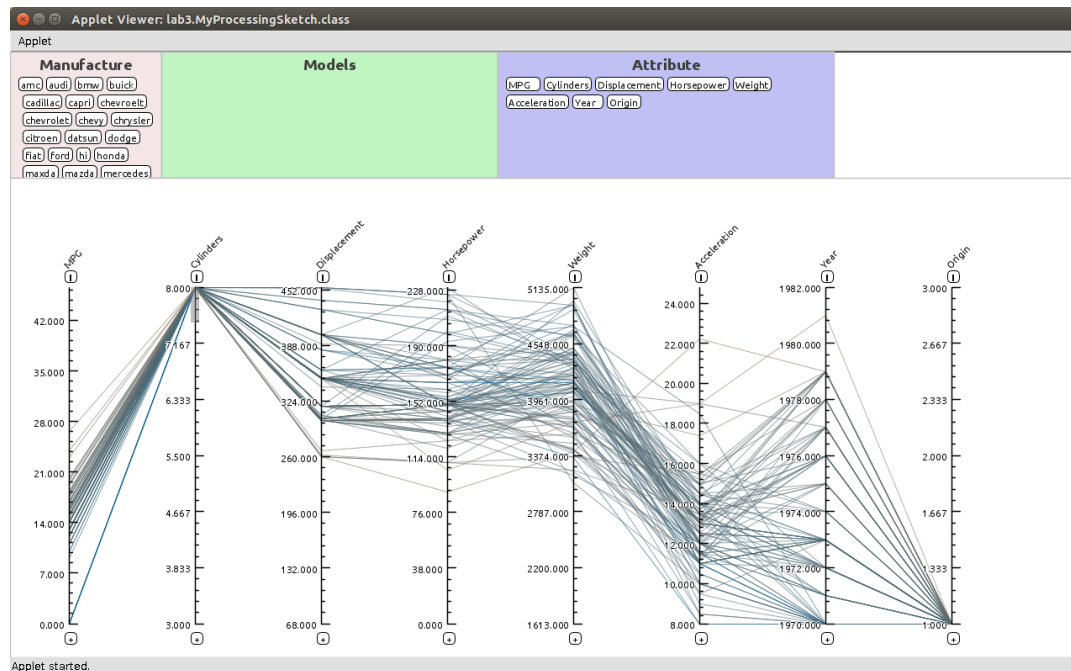 Applet Viewer: lab3.MyProcessingSketch.class
Applet
Manufacture
amc audi bmw buick
cadillac capri chevroelt
chevrolet chevy chrysler
citroen datsun dodge
fiat ford hi honda
maxda mazda mercedes
Models
Attribute
MPG Cylinders Displacement Horsepower Weight
Acceleration Year Origin
MPG
42.000
35.000
28.000
21.000
14.000
7.000
0.000
Cylinders
8.000
7.167
6.333
5.500
4.667
3.833
3.000
Displacement
452.000
388.000
324.000
260.000
196.000
132.000
68.000
Horsepower
228.000
190.000
152.000
114.000
76.000
38.000
0.000
Weight
5135.000
4548.000
3961.000
3374.000
2787.000
2200.000
1613.000
Acceleration
24.000
22.000
20.000
18.000
16.000
14.000
12.000
10.000
8.000
Year
1982.000
1980.000
1978.000
1976.000
1974.000
1972.000
1970.000
Origin
3.000
2.667
2.333
2.000
1.667
1.333
1.000
Applet started.